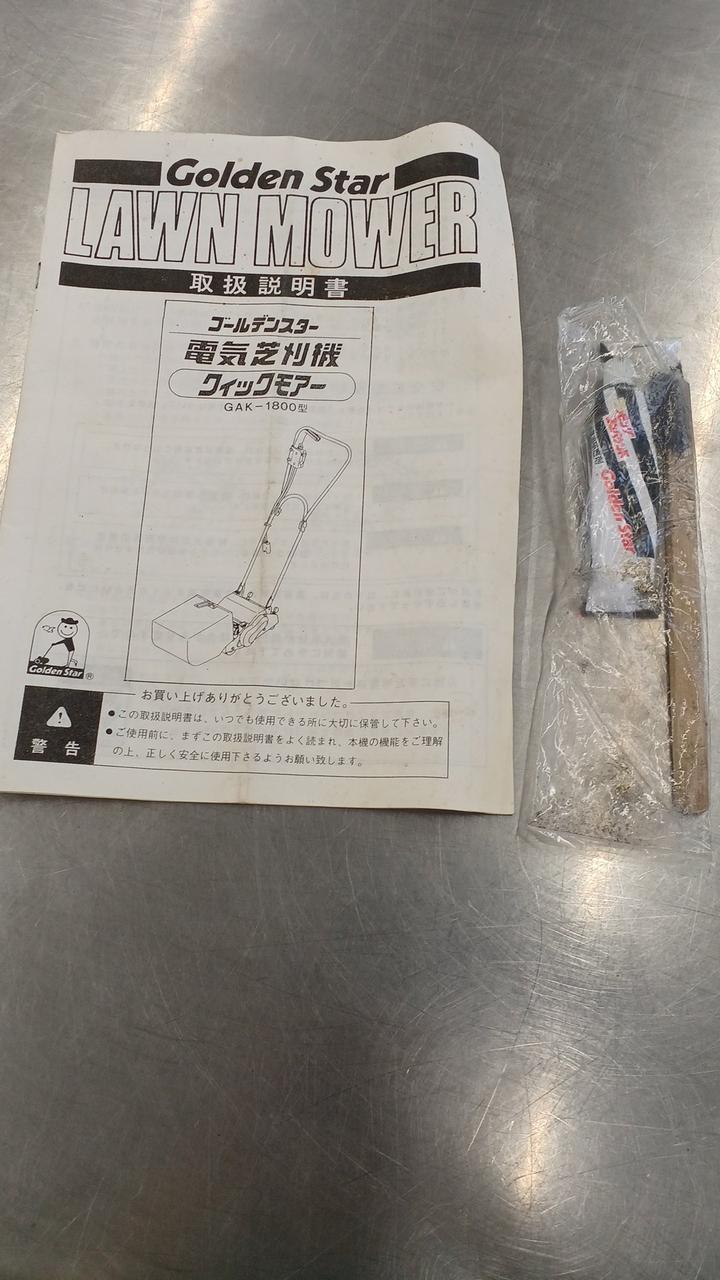 Golden Star
LAWN MOWER
取扱説明書
ゴールデンスター
電気芝刈機
クイックモアー
GAK-1800型
Golden Star ®
お買い上げありがとうございました。
警告
●この取扱説明書は、いつでも使用できる所に大切に保管して下さい。
●ご使用前に、まずこの取扱説明書をよく読まれ、本機の機能をご理解
の上、正しく安全に使用下さるようお願い致します。
Golden Star